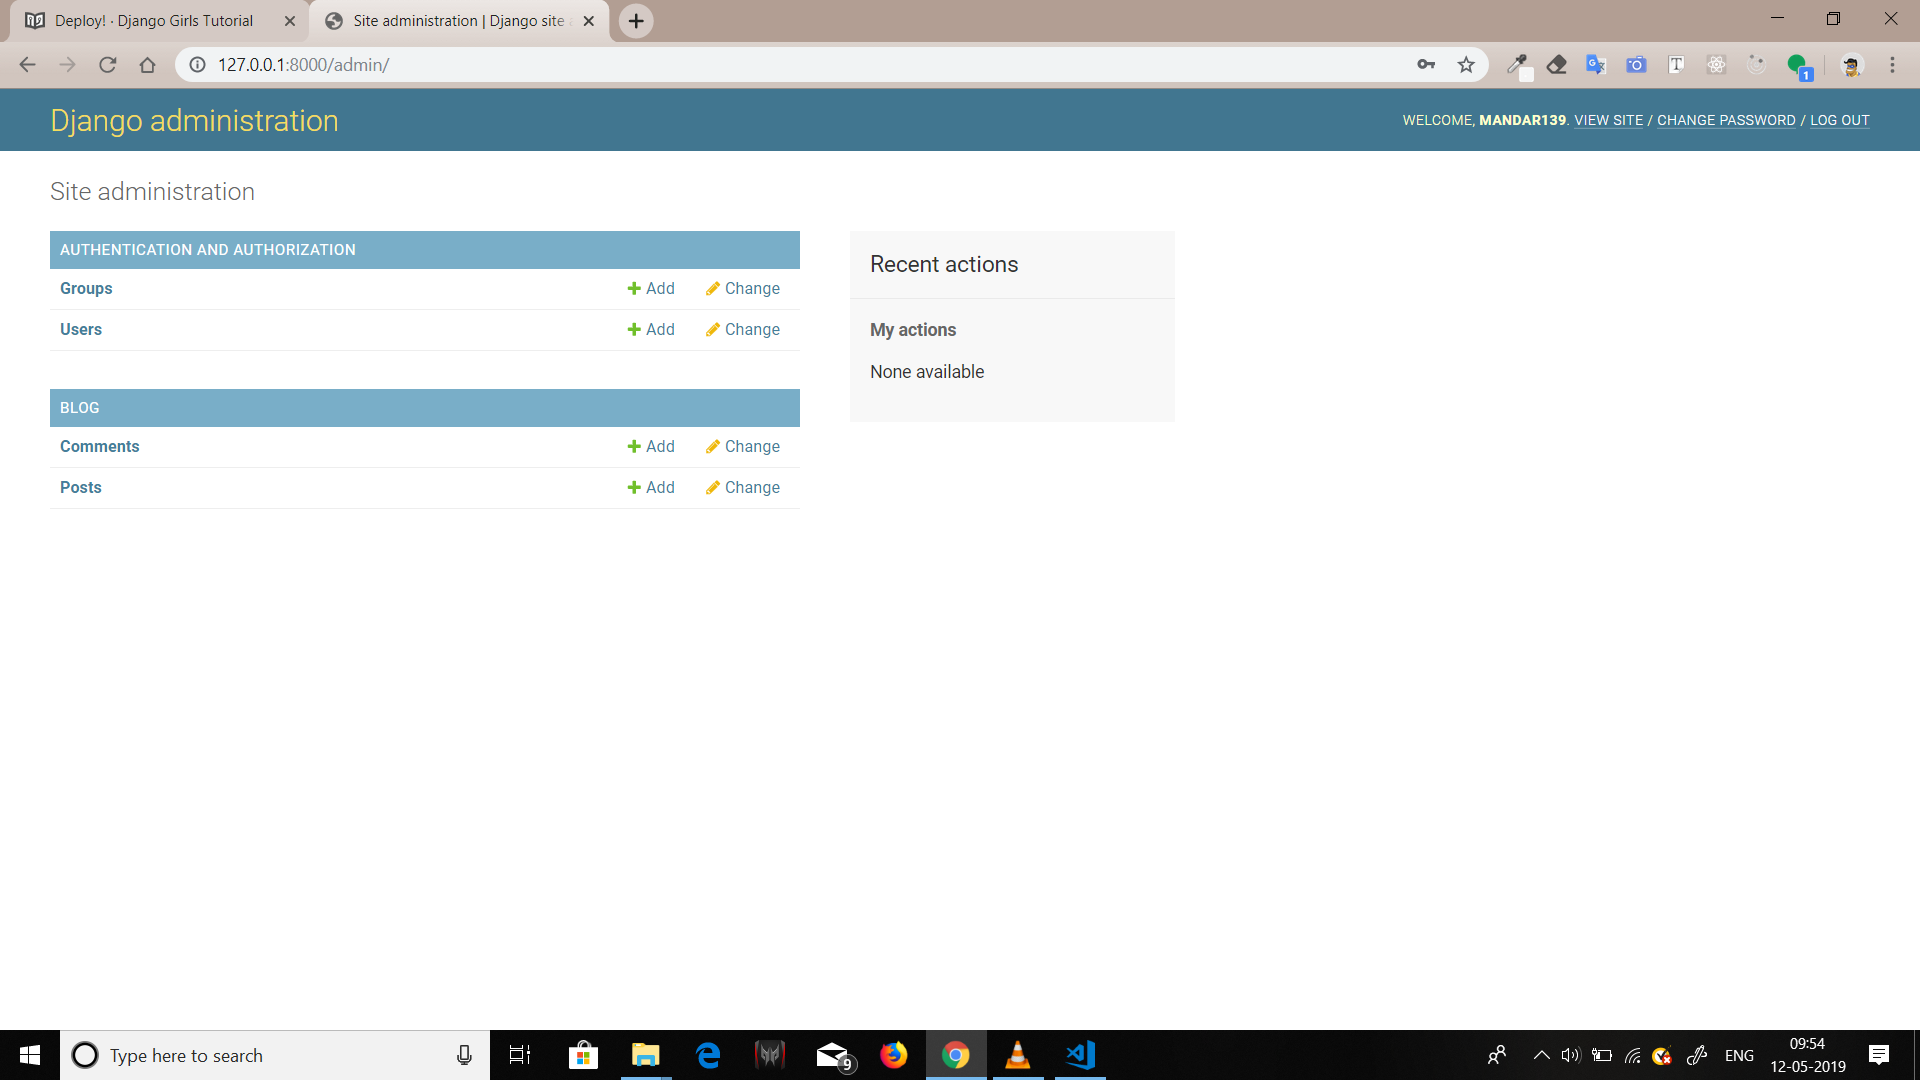 Deploy! · Django Girls Tutorial
Site administration | Django site
127.0.0.1:8000/admin/
1
Django administration
WELCOME, MANDAR139. VIEW SITE / CHANGE PASSWORD / LOG OUT
Site administration
AUTHENTICATION AND AUTHORIZATION
Groups Add Change
Users Add Change
BLOG
Comments Add Change
Posts Add Change
Recent actions
My actions
None available
Type here to search
9
ENG
09:54
12-05-2019